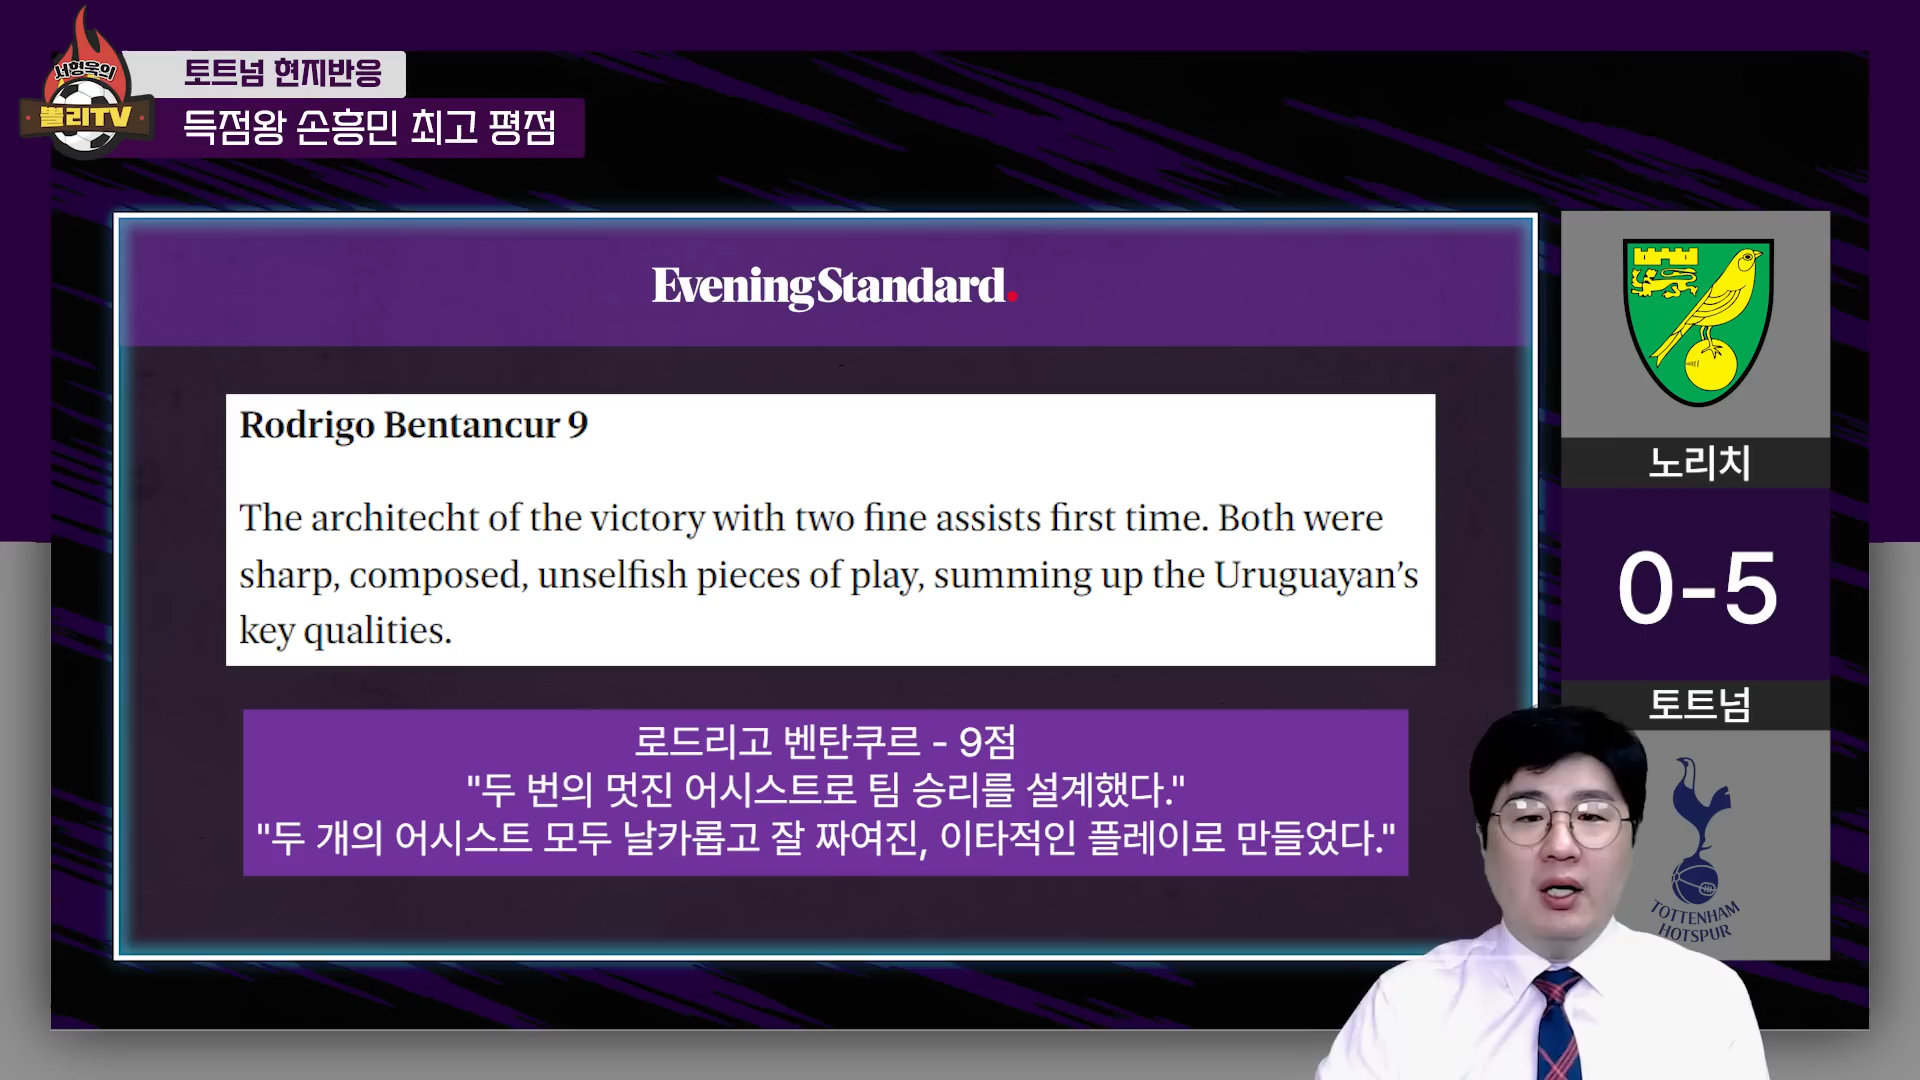 서형욱의
뽈리TV
토트넘 현지반응
득점왕 손흥민 최고 평점
Evening Standard.
Rodrigo Bentancur 9
The architecht of the victory with two fine assists first time. Both were
sharp, composed, unselfish pieces of play, summing up the Uruguayan’s
key qualities.
로드리고 벤탄쿠르 - 9점
"두 번의 멋진 어시스트로 팀 승리를 설계했다."
"두 개의 어시스트 모두 날카롭고 잘 짜여진, 이타적인 플레이로 만들었다."
노리치
0-5
토트넘
TOTTENHAM
HOTSPUR